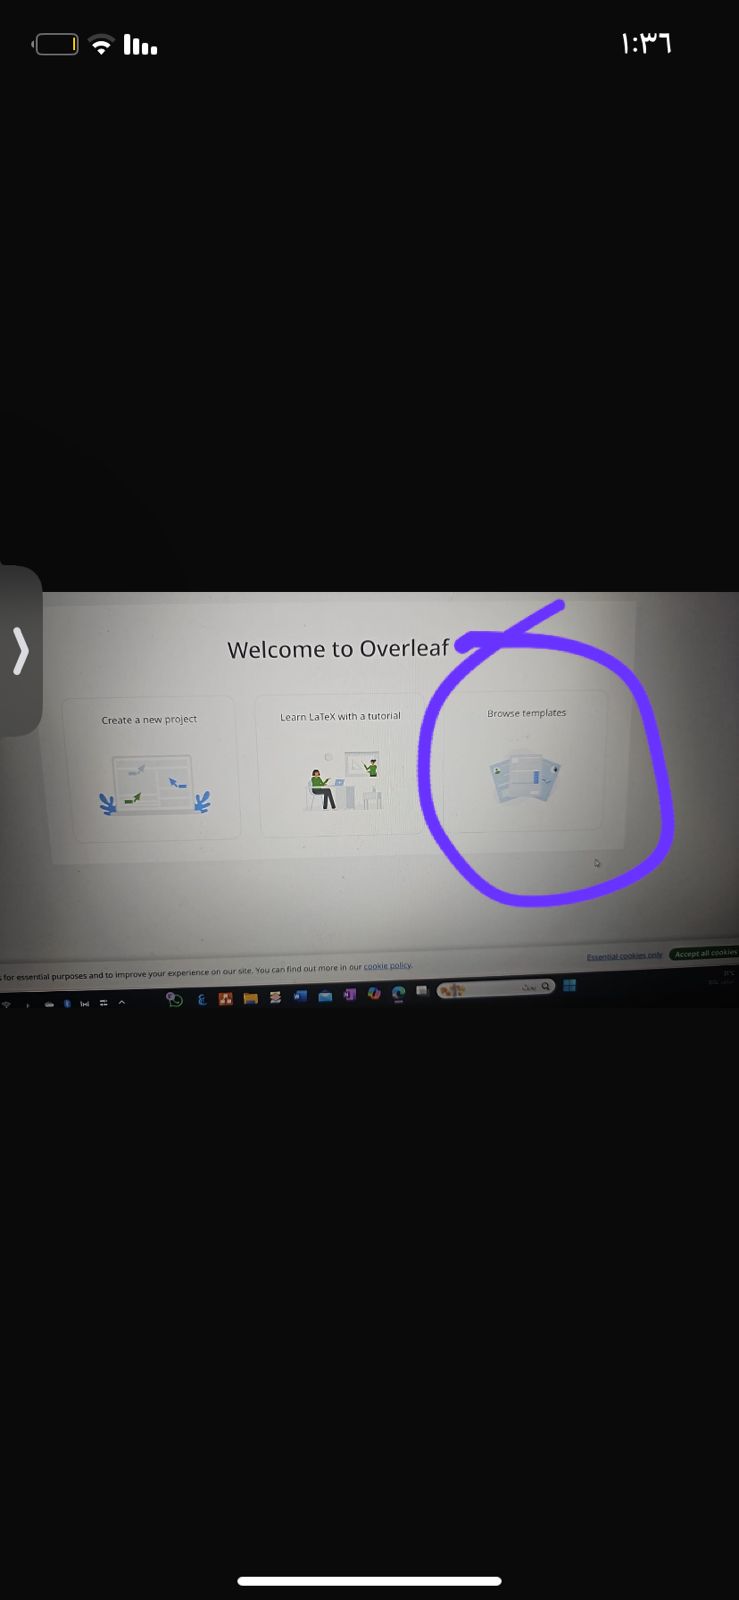 ١:٣٦
Welcome to Overleaf
Create a new project
Learn LaTeX with a tutorial
Browse templates
for essential purposes and to improve your experience on our site. You can find out more in our cookie policy.
Essential cookies only
Accept all cookies
بحث